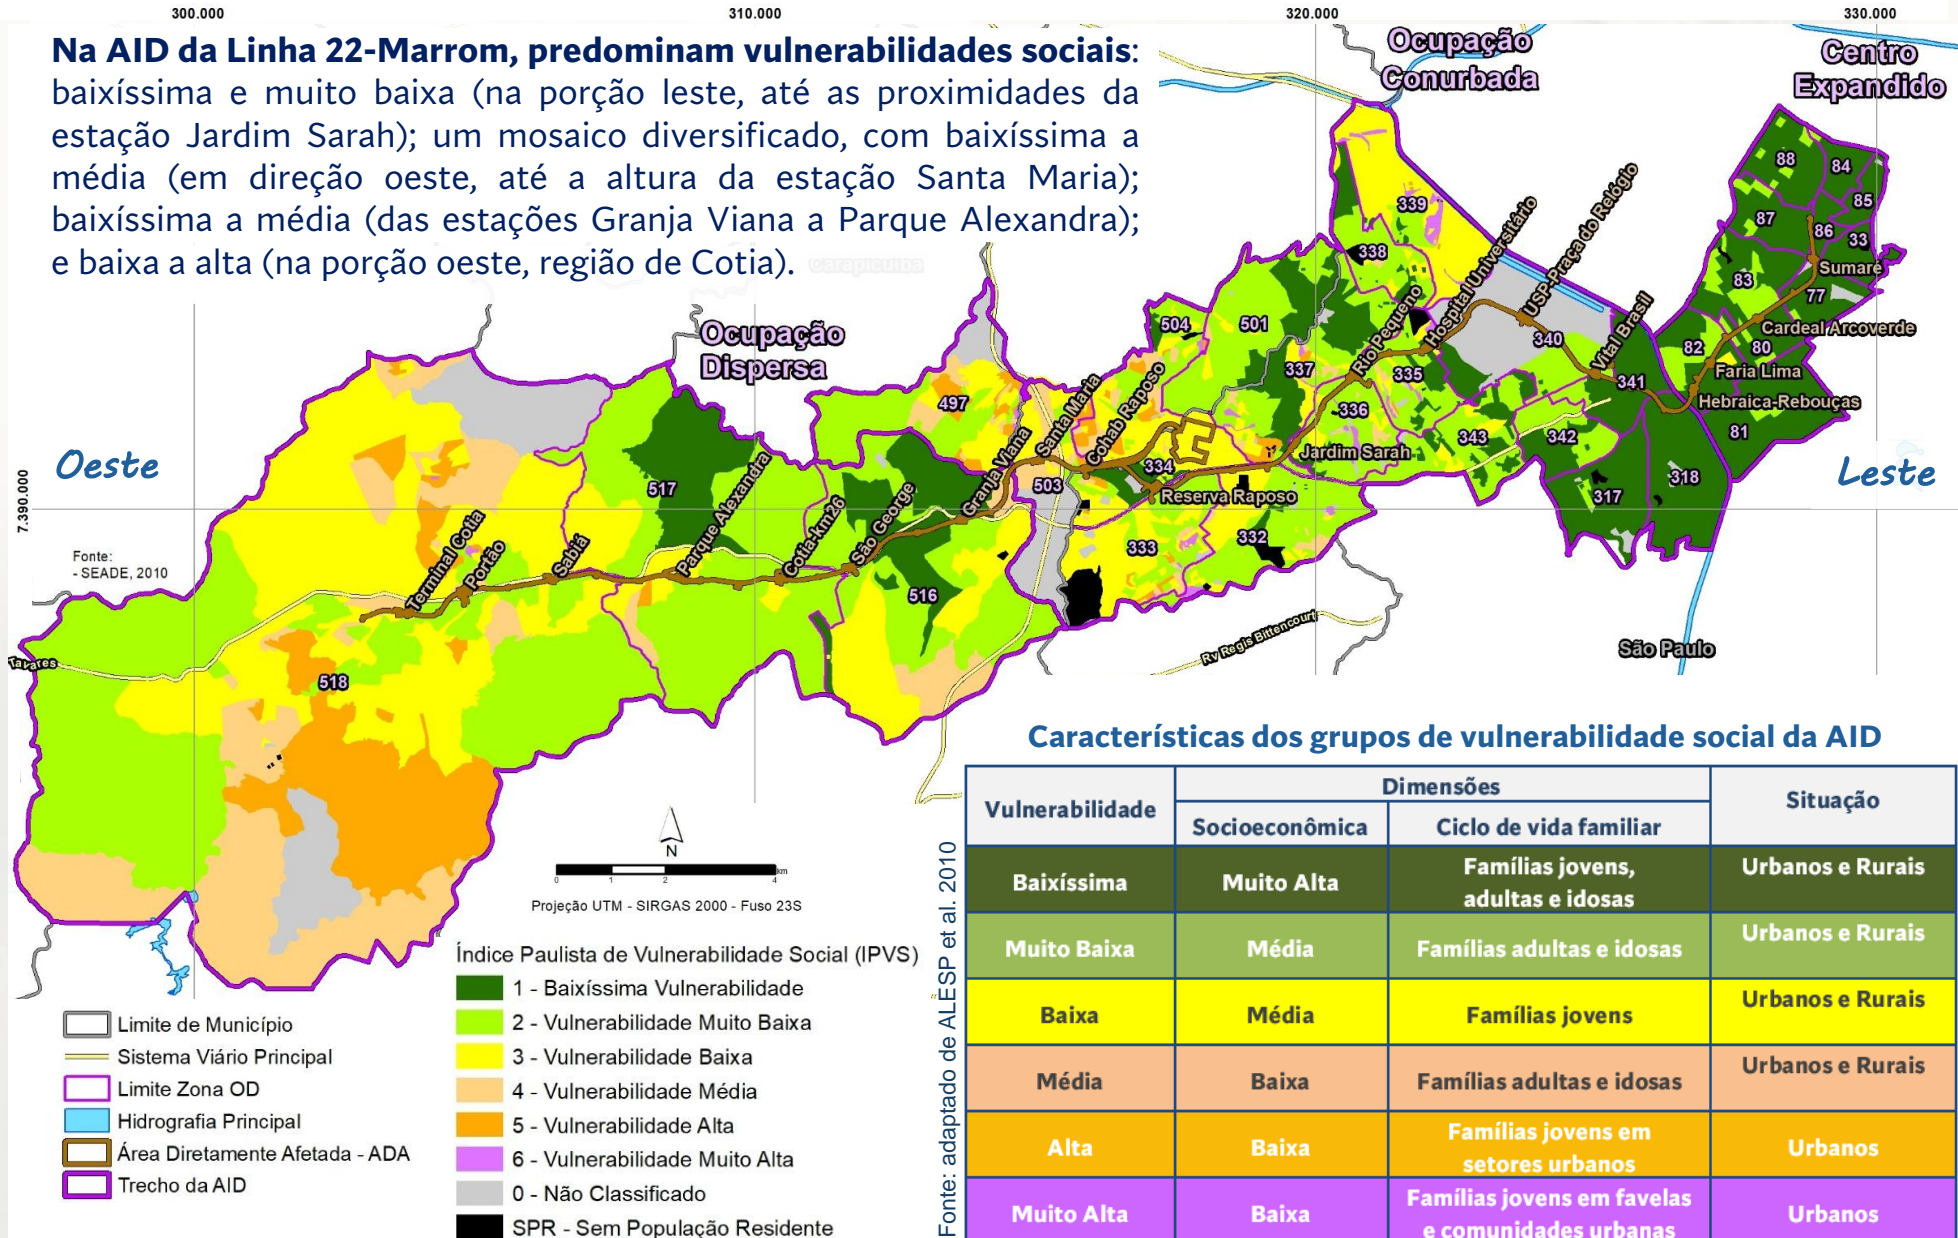 300.000
310.000
320.000
330.000
Na AID da Linha 22-Marrom, predominam vulnerabilidades sociais:
baixíssima e muito baixa (na porção leste, até as proximidades da
estação Jardim Sarah); um mosaico diversificado, com baixíssima a
média (em direção oeste, até a altura da estação Santa Maria);
baixíssima a média (das estações Granja Viana a Parque Alexandra);
e baixa a alta (na porção oeste, região de Cotia).
Carapicuíba
Ocupação
Conurbada
Centro
Expandido
Ocupação
Dispersa
Oeste
Leste
7.390.000
Fonte:
- SEADE, 2010
Tavares
Terminal Cotia
Portão
Sabiá
Parque Alexandra
Cotia-km26
São George
Granja Viana
Santa Maria
Cohab Raposo
Reserva Raposo
Jardim Sarah
Rio Pequeno
Hospital Universitário
USP-Praça do Relógio
Vital Brasil
Hebraica-Rebouças
Faria Lima
Cardeal Arcoverde
Sumaré
88
84
85
87
86
33
83
77
82
80
81
339
338
504
501
337
335
340
341
336
343
342
334
497
503
517
516
518
333
332
317
318
Rv Regis Bittencourt
São Paulo
N
0 1 2 4 km
Projeção UTM - SIRGAS 2000 - Fuso 23S
Limite de Município
Sistema Viário Principal
Limite Zona OD
Hidrografia Principal
Área Diretamente Afetada - ADA
Trecho da AID
Índice Paulista de Vulnerabilidade Social (IPVS)
1 - Baixíssima Vulnerabilidade
2 - Vulnerabilidade Muito Baixa
3 - Vulnerabilidade Baixa
4 - Vulnerabilidade Média
5 - Vulnerabilidade Alta
6 - Vulnerabilidade Muito Alta
0 - Não Classificado
SPR - Sem População Residente
Fonte: adaptado de ALESP et al. 2010
Características dos grupos de vulnerabilidade social da AID
Vulnerabilidade
Dimensões
Situação
Socioeconômica
Ciclo de vida familiar
Baixíssima
Muito Alta
Famílias jovens,
adultas e idosas
Urbanos e Rurais
Muito Baixa
Média
Famílias adultas e idosas
Urbanos e Rurais
Baixa
Média
Famílias jovens
Urbanos e Rurais
Média
Baixa
Famílias adultas e idosas
Urbanos e Rurais
Alta
Baixa
Famílias jovens em
setores urbanos
Urbanos
Muito Alta
Baixa
Famílias jovens em favelas
e comunidades urbanas
Urbanos